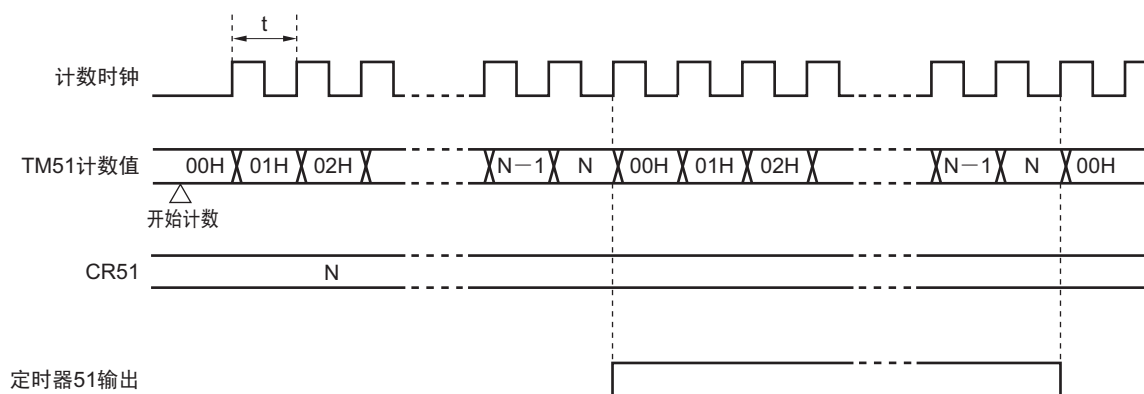 t
计数时钟
TM51计数值 00H 01H 02H N－1 N 00H 01H 02H N－1 N 00H
开始计数
CR51 N
定时器51输出